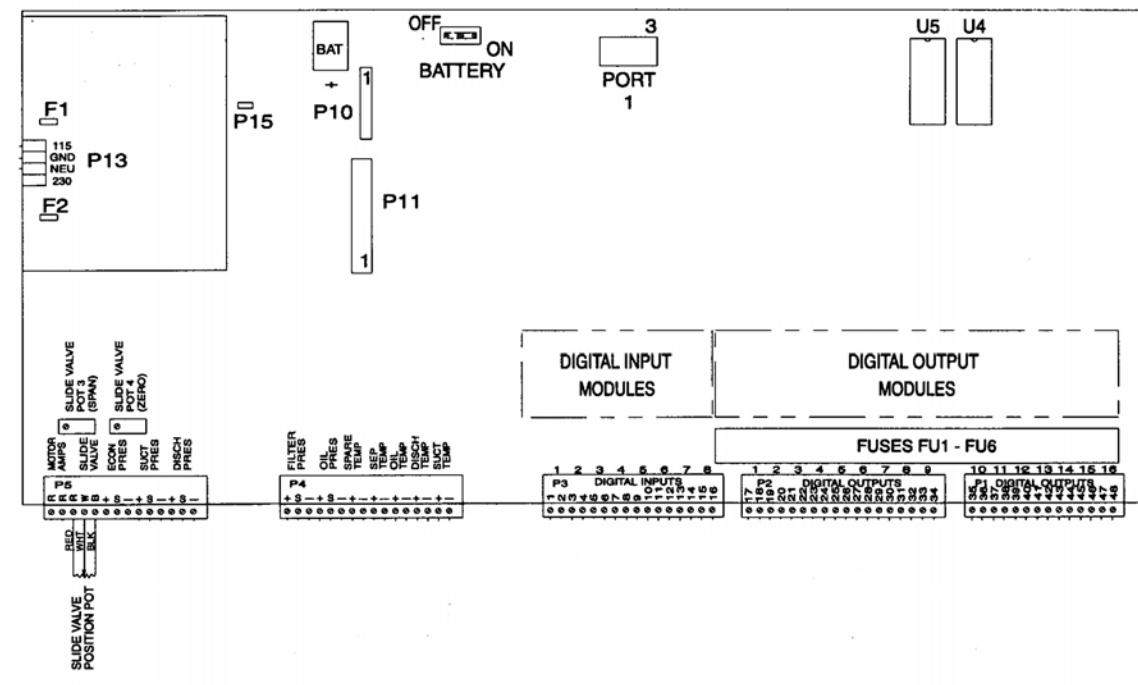 OFF
ON
BATTERY
BAT
+
P10
1
P11
1
3
PORT
1
U5 U4
F1
P15
115
GND
NEU
230
P13
F2
SLIDE VALVE
POT 3
(SPAN)
SLIDE VALVE
POT 4
(ZERO)
MOTOR
AMPS
SLIDE
VALVE
ECON
PRES
SUCT
PRES
DISCH
PRES
P5
R R R W B + S - + S - + S -
RED
WHT
BLK
SLIDE VALVE
POSITION POT
FILTER
PRES
OIL
PRES
SPARE
TEMP
SEP
TEMP
OIL
TEMP
DISCH
TEMP
SUCT
TEMP
P4
+ S - + S - + - + - + - + - + -
DIGITAL INPUT
MODULES
DIGITAL OUTPUT
MODULES
FUSES FU1 - FU6
1 2 3 4 5 6 7 8
P3 DIGITAL INPUTS
1 2 3 4 5 6 7 8 9 10 11 12 13 14 15 16
1 2 3 4 5 6 7 8 9
P2 DIGITAL OUTPUTS
17 18 19 20 21 22 23 24 25 26 27 28 29 30 31 32 33 34
10 11 12 13 14 15 16
P1 DIGITAL OUTPUTS
35 36 37 38 39 40 41 42 43 44 45 46 47 48